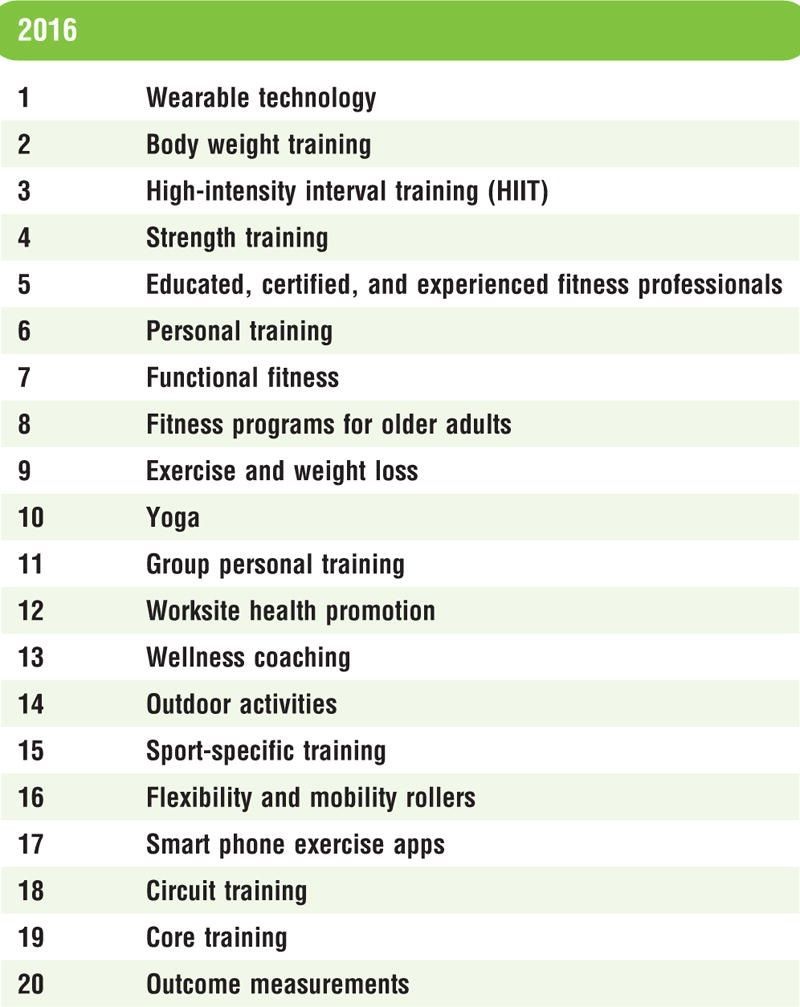 2016
1 Wearable technology
2 Body weight training
3 High-intensity interval training (HIIT)
4 Strength training
5 Educated, certified, and experienced fitness professionals
6 Personal training
7 Functional fitness
8 Fitness programs for older adults
9 Exercise and weight loss
10 Yoga
11 Group personal training
12 Worksite health promotion
13 Wellness coaching
14 Outdoor activities
15 Sport-specific training
16 Flexibility and mobility rollers
17 Smart phone exercise apps
18 Circuit training
19 Core training
20 Outcome measurements